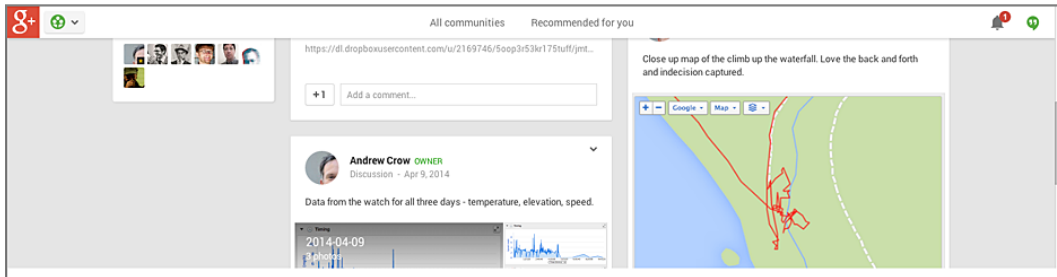 g+
All communities
Recommended for you
1
https://dl.dropboxusercontent.com/u/2169746/5oop3r53kr175tuff/jmt...
+1
Add a comment...
Andrew Crow OWNER
Discussion - Apr 9, 2014
Data from the watch for all three days - temperature, elevation, speed.
Timing
2014-04-09
3 photos
Timing
Close up map of the climb up the waterfall. Love the back and forth
and indecision captured.
+ −
Google
Map